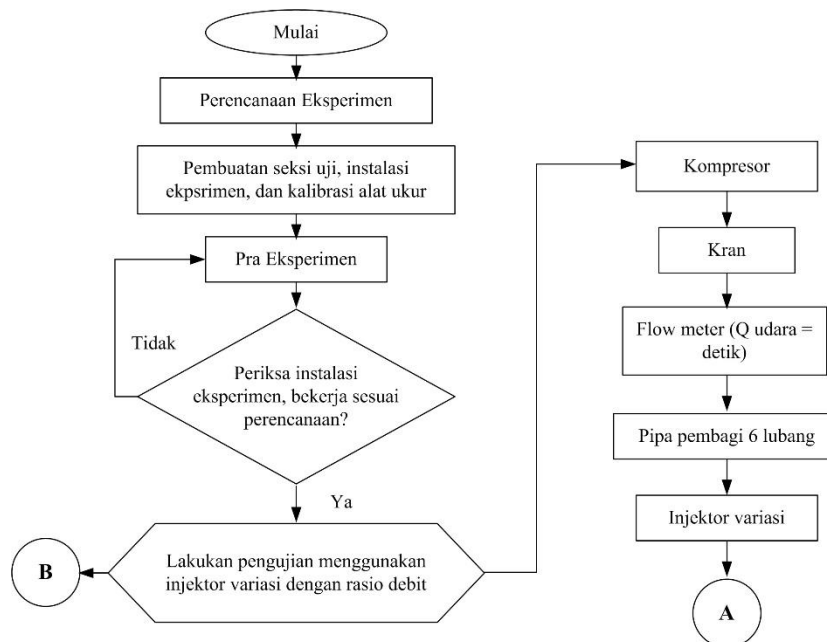 Mulai
Perencanaan Eksperimen
Pembuatan seksi uji, instalasi
ekpsrimen, dan kalibrasi alat ukur
Pra Eksperimen
Tidak
Periksa instalasi
eksperimen, bekerja sesuai
perencanaan?
Ya
Lakukan pengujian menggunakan
injektor variasi dengan rasio debit
B
Kompresor
Kran
Flow meter (Q udara =
detik)
Pipa pembagi 6 lubang
Injektor variasi
A